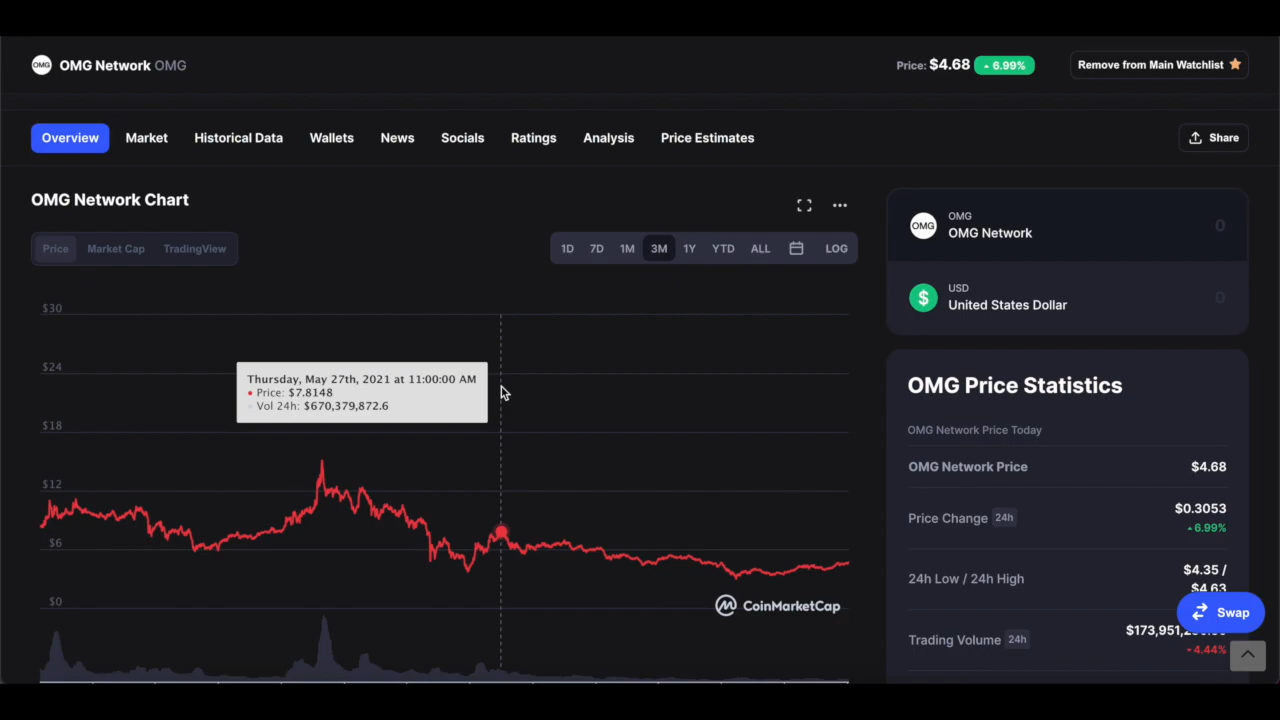 OMG OMG Network OMG
Price: $4.68 6.99%
Remove from Main Watchlist
Overview Market Historical Data Wallets News Socials Ratings Analysis Price Estimates
Share
OMG Network Chart
Price Market Cap TradingView
1D 7D 1M 3M 1Y YTD ALL LOG
$30
$24
$18
$12
$6
$0
Thursday, May 27th, 2021 at 11:00:00 AM
Price: $7.8148
Vol 24h: $670,379,872.6
CoinMarketCap
OMG
OMG
OMG Network
0
$
USD
United States Dollar
0
OMG Price Statistics
OMG Network Price Today
OMG Network Price $4.68
Price Change 24h $0.3053
6.99%
24h Low / 24h High $4.35 /
$4.63
Swap
Trading Volume 24h
4.44%